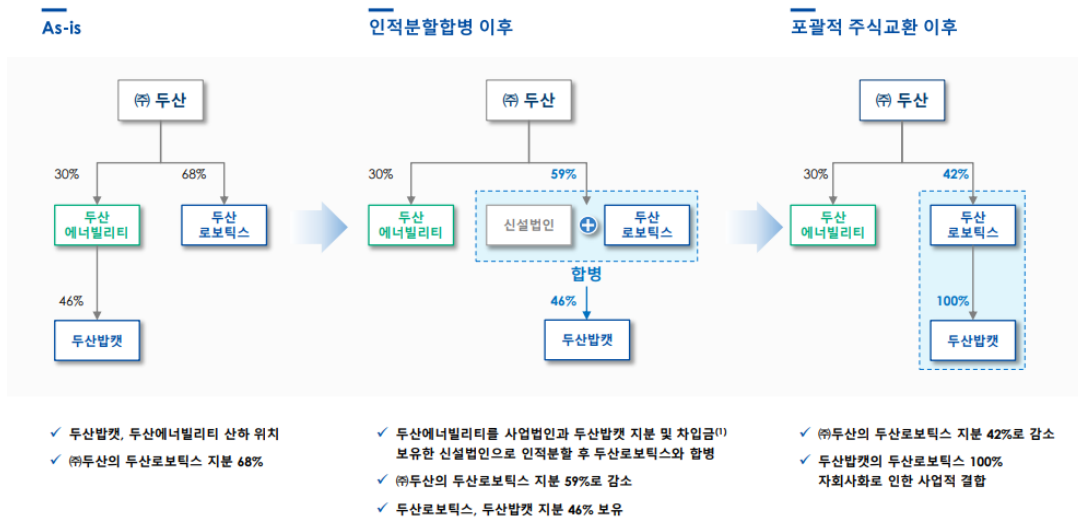 As-is
인적분할합병 이후
포괄적 주식교환 이후
㈜ 두산
30%
68%
두산
에너빌리티
두산
로보틱스
46%
두산밥캣
㈜ 두산
30%
59%
두산
에너빌리티
신설법인
두산
로보틱스
합병
46%
두산밥캣
㈜ 두산
30%
42%
두산
에너빌리티
두산
로보틱스
100%
두산밥캣
✓ 두산밥캣, 두산에너빌리티 산하 위치
✓ ㈜두산의 두산로보틱스 지분 68%
✓ 두산에너빌리티를 사업법인과 두산밥캣 지분 및 차입금(1)
보유한 신설법인으로 인적분할 후 두산로보틱스와 합병
✓ ㈜두산의 두산로보틱스 지분 59%로 감소
✓ 두산로보틱스, 두산밥캣 지분 46% 보유
✓ ㈜두산의 두산로보틱스 지분 42%로 감소
✓ 두산밥캣의 두산로보틱스 100%
자회사화로 인한 사업적 결합